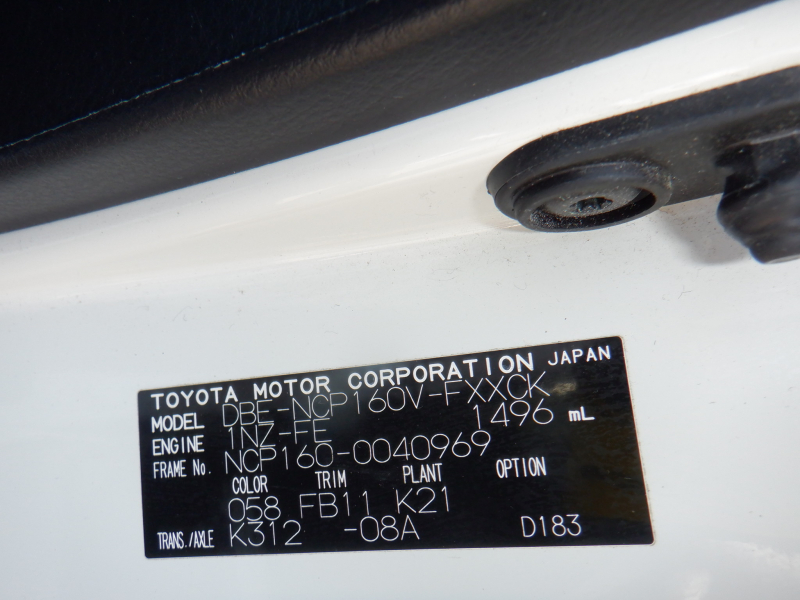 TOYOTA MOTOR CORPORATION JAPAN
MODEL DBE-NCP160V-FXXCK
ENGINE 1NZ-FE 1496 mL
FRAME No. NCP160-0040969
COLOR TRIM PLANT OPTION
058 FB11 K21
TRANS./AXLE K312 -08A D183